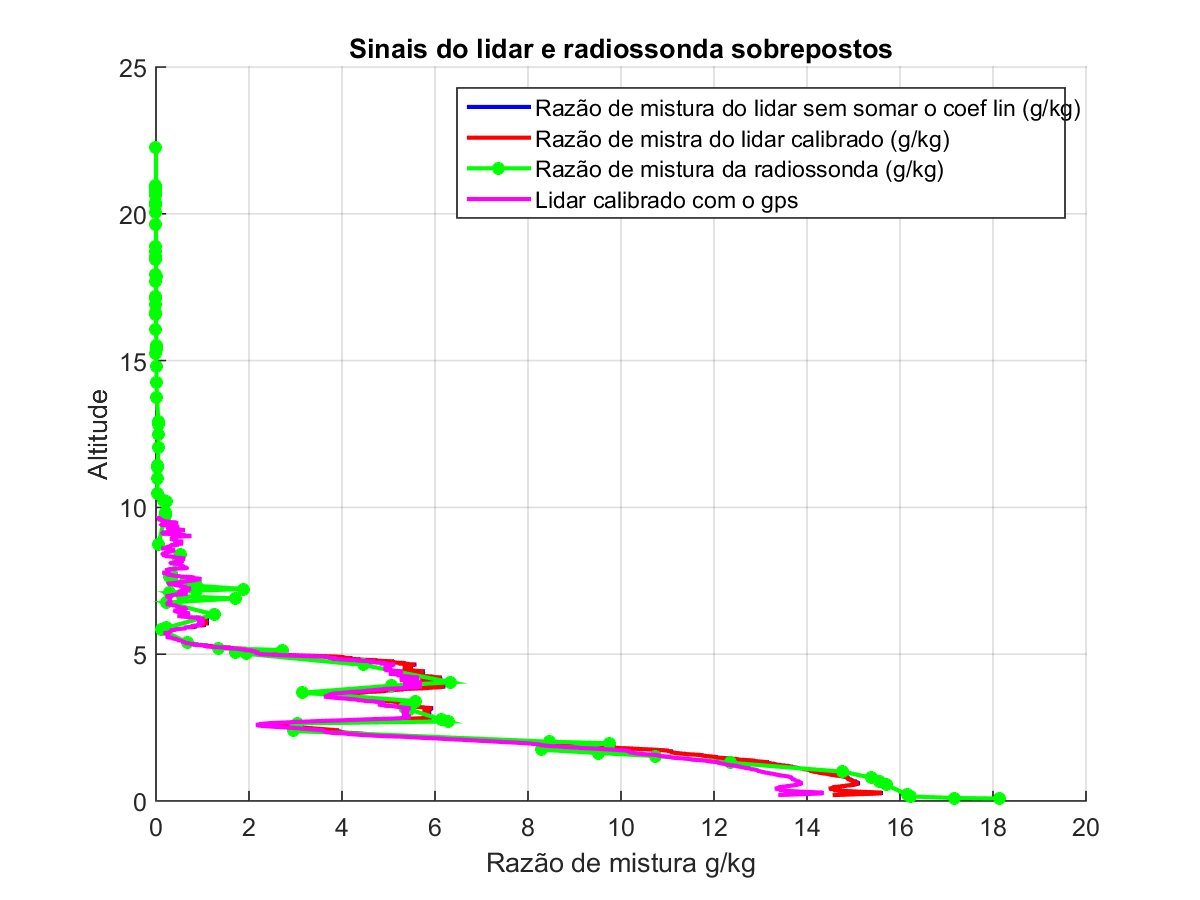 Sinais do lidar e radiossonda sobrepostos
25
20
15
10
5
0
Altitude
Razão de mistura do lidar sem somar o coef lin (g/kg)
Razão de mistra do lidar calibrado (g/kg)
Razão de mistura da radiossonda (g/kg)
Lidar calibrado com o gps
0 2 4 6 8 10 12 14 16 18 20
Razão de mistura g/kg